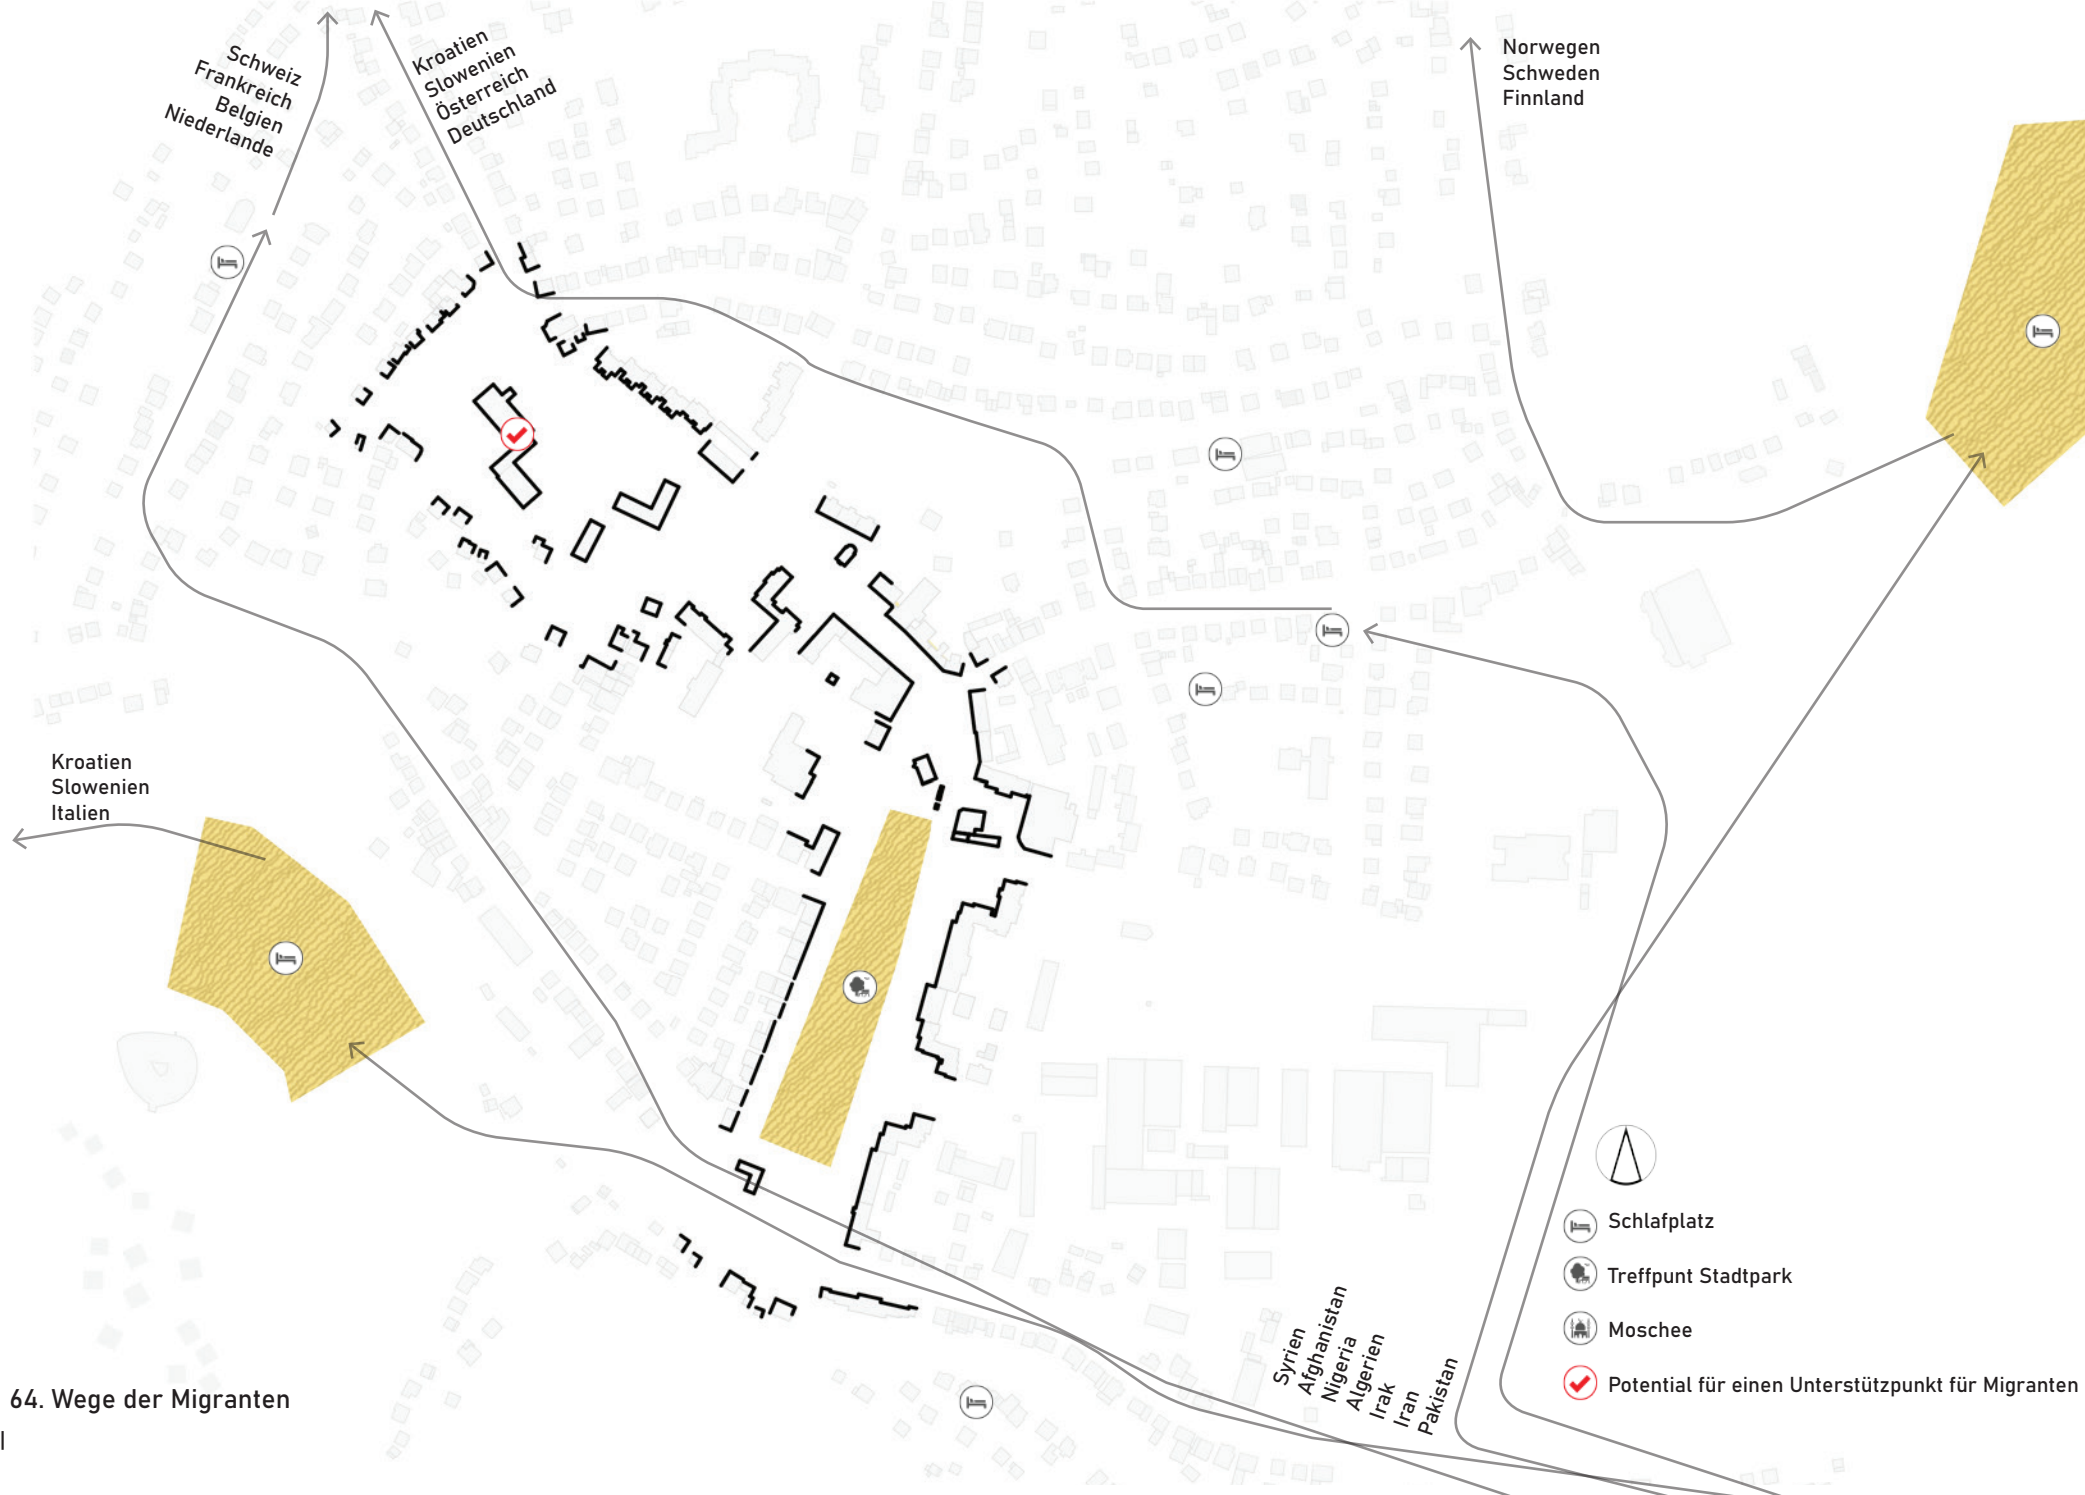 Schweiz
Frankreich
Belgien
Niederlande
Kroatien
Slowenien
Österreich
Deutschland
Norwegen
Schweden
Finnland
Kroatien
Slowenien
Italien
Syrien
Afghanistan
Nigeria
Algerien
Irak
Iran
Pakistan
Schlafplatz
Treffpunt Stadtpark
Moschee
Potential für einen Unterstützpunkt für Migranten
64. Wege der Migranten
l